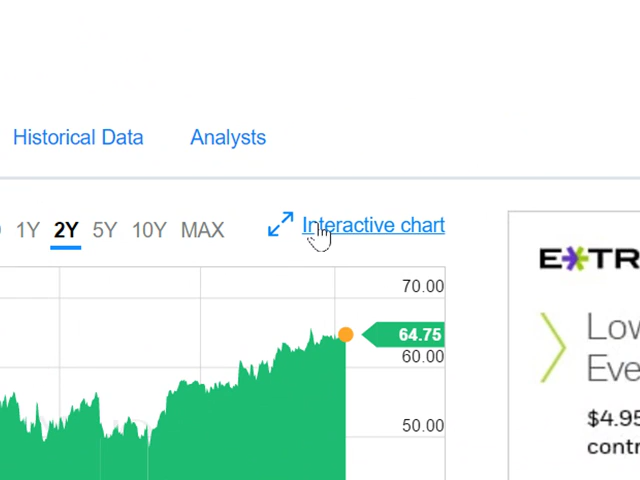 Historical Data Analysts
1Y 2Y 5Y 10Y MAX Interactive chart
70.00
64.75
60.00
50.00
E*TR
Low
Eve
$4.95
contr